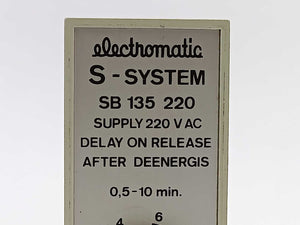 electromatic
S-SYSTEM
SB 135 220
SUPPLY 220 V AC
DELAY ON RELEASE
AFTER DEENERGIS
0,5-10 min.
4 6